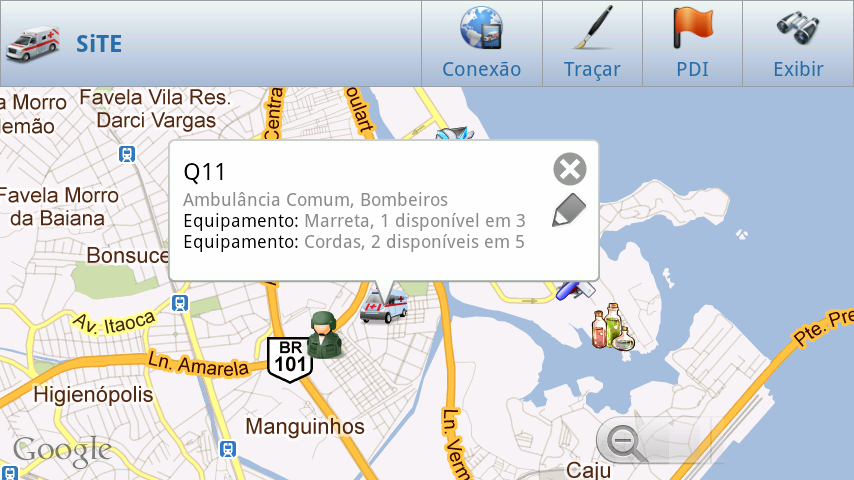 SiTE
Conexão
Traçar
PDI
Exibir
a Morro
lemão
Favela Vila Res.
Darci Vargas
Centra
oulart
Favela Morro
da Baiana
Q11
Ambulância Comum, Bombeiros
Equipamento: Marreta, 1 disponível em 3
Equipamento: Cordas, 2 disponíveis em 5
Bonsuce
Av. Itaoca
Ln. Amarela
BR
101
Pte. Pre
Higienópolis
Manguinhos
Ln. Verm
Caju
Google